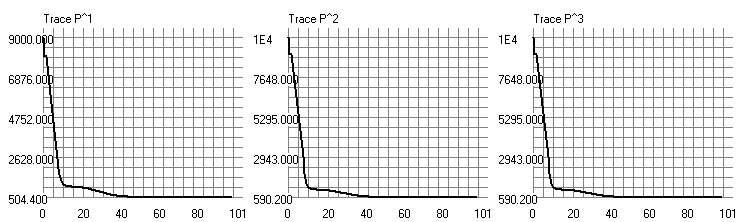 Trace P^1
9000.000
6876.000
4752.000
2628.000
504.400
0 20 40 60 80 101
Trace P^2
1E4
7648.000
5295.000
2943.000
590.200
0 20 40 60 80 101
Trace P^3
1E4
7648.000
5295.000
2943.000
590.200
0 20 40 60 80 101